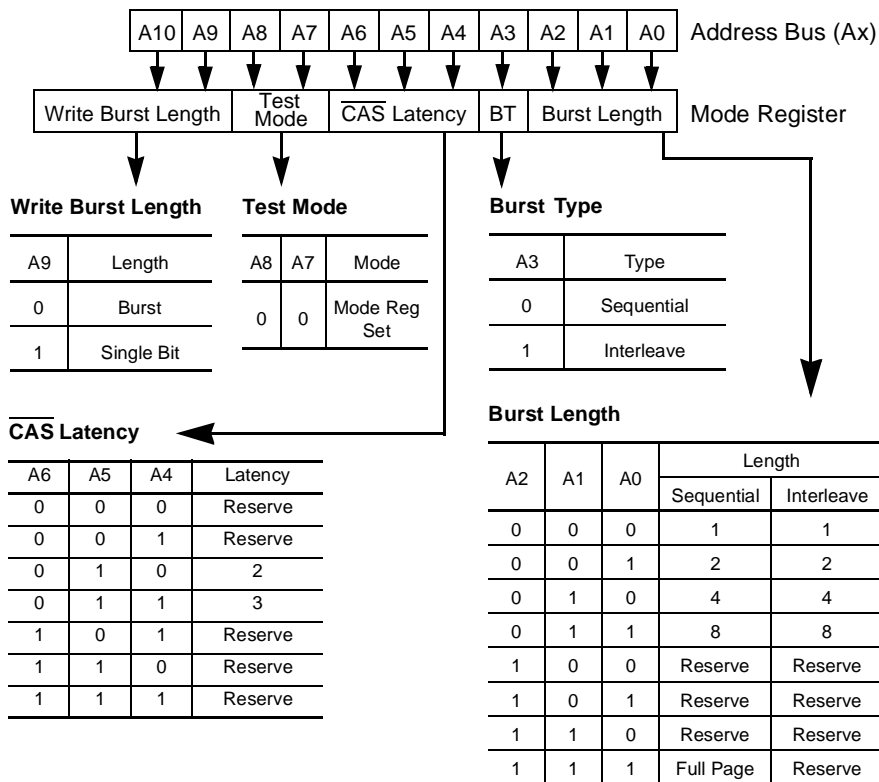 A10 A9 A8 A7 A6 A5 A4 A3 A2 A1 A0 Address Bus (Ax)
Write Burst Length Test Mode CAS Latency BT Burst Length Mode Register
Write Burst Length
A9 Length
0 Burst
1 Single Bit
Test Mode
A8 A7 Mode
0 0 Mode Reg
Set
Burst Type
A3 Type
0 Sequential
1 Interleave
CAS Latency
A6 A5 A4 Latency
0 0 0 Reserve
0 0 1 Reserve
0 1 0 2
0 1 1 3
1 0 1 Reserve
1 1 0 Reserve
1 1 1 Reserve
Burst Length
A2 A1 A0 Length
Sequential Interleave
0 0 0 1 1
0 0 1 2 2
0 1 0 4 4
0 1 1 8 8
1 0 0 Reserve Reserve
1 0 1 Reserve Reserve
1 1 0 Reserve Reserve
1 1 1 Full Page Reserve